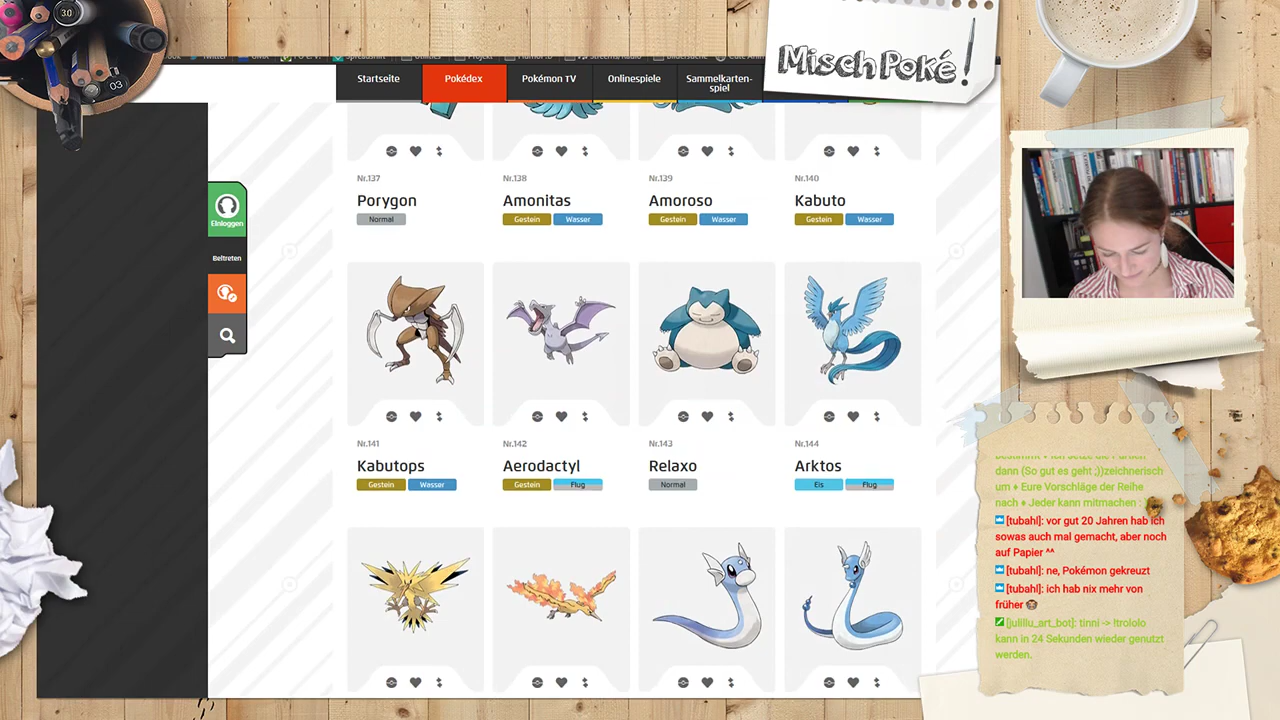 Misch Poké!
Startseite
Pokédex
Pokémon TV
Onlinespiele
Sammelkarten-
spiel
Einloggen
Beitreten
Nr.137
Porygon
Normal
Nr.138
Amonitas
Gestein Wasser
Nr.139
Amoroso
Gestein Wasser
Nr.140
Kabuto
Gestein Wasser
Nr.141
Kabutops
Gestein Wasser
Nr.142
Aerodactyl
Gestein Flug
Nr.143
Relaxo
Normal
Nr.144
Arktos
Eis Flug
dann (So gut es geht ;))zeichnerisch
um + Eure Vorschläge der Reihe
nach + Jeder kann mitmachen :
[tubahl]: vor gut 20 Jahren hab ich
sowas auch mal gemacht, aber noch
auf Papier ^^
[tubahl]: ne, Pokémon gekreuzt
[tubahl]: ich hab nix mehr von
früher
[julillu_art_bot]: tinni -> !trololo
kann in 24 Sekunden wieder genutzt
werden.
3.0
03